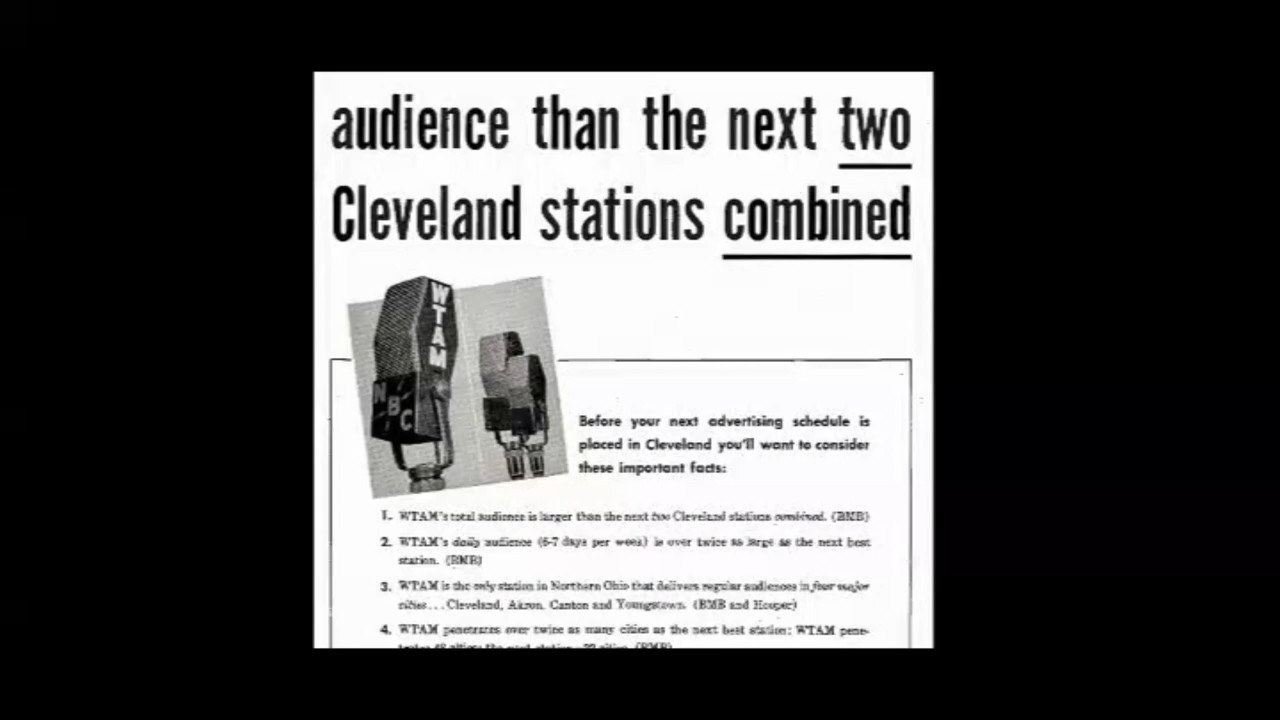 audience than the next two
Cleveland stations combined
WTAM
NBC
Before your next advertising schedule is
placed in Cleveland you'll want to consider
these important facts:
1. WTAM's total audience is larger than the next two Cleveland stations combined. (BMB)
2. WTAM's daily audience (6-7 days per week) is over twice as large as the next best
station. (BMB)
3. WTAM is the only station in Northern Ohio that delivers regular audiences in four major
cities... Cleveland, Akron, Canton and Youngstown. (BMB and Hooper)
4. WTAM penetrates over twice as many cities as the next best station: WTAM pene-